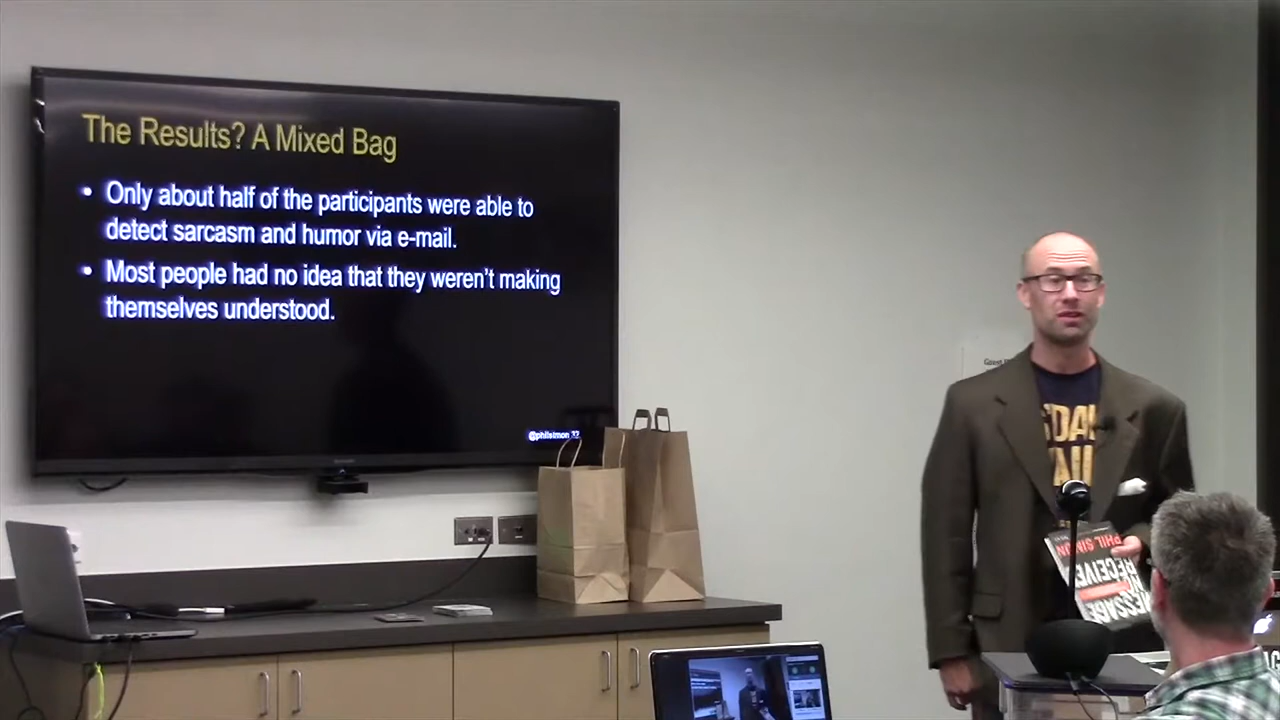 The Results? A Mixed Bag
• Only about half of the participants were able to
detect sarcasm and humor via e-mail.
• Most people had no idea that they weren't making
themselves understood.
@philsimon
PHIL SIMON
MESSAGE
NOT
RECEIVED